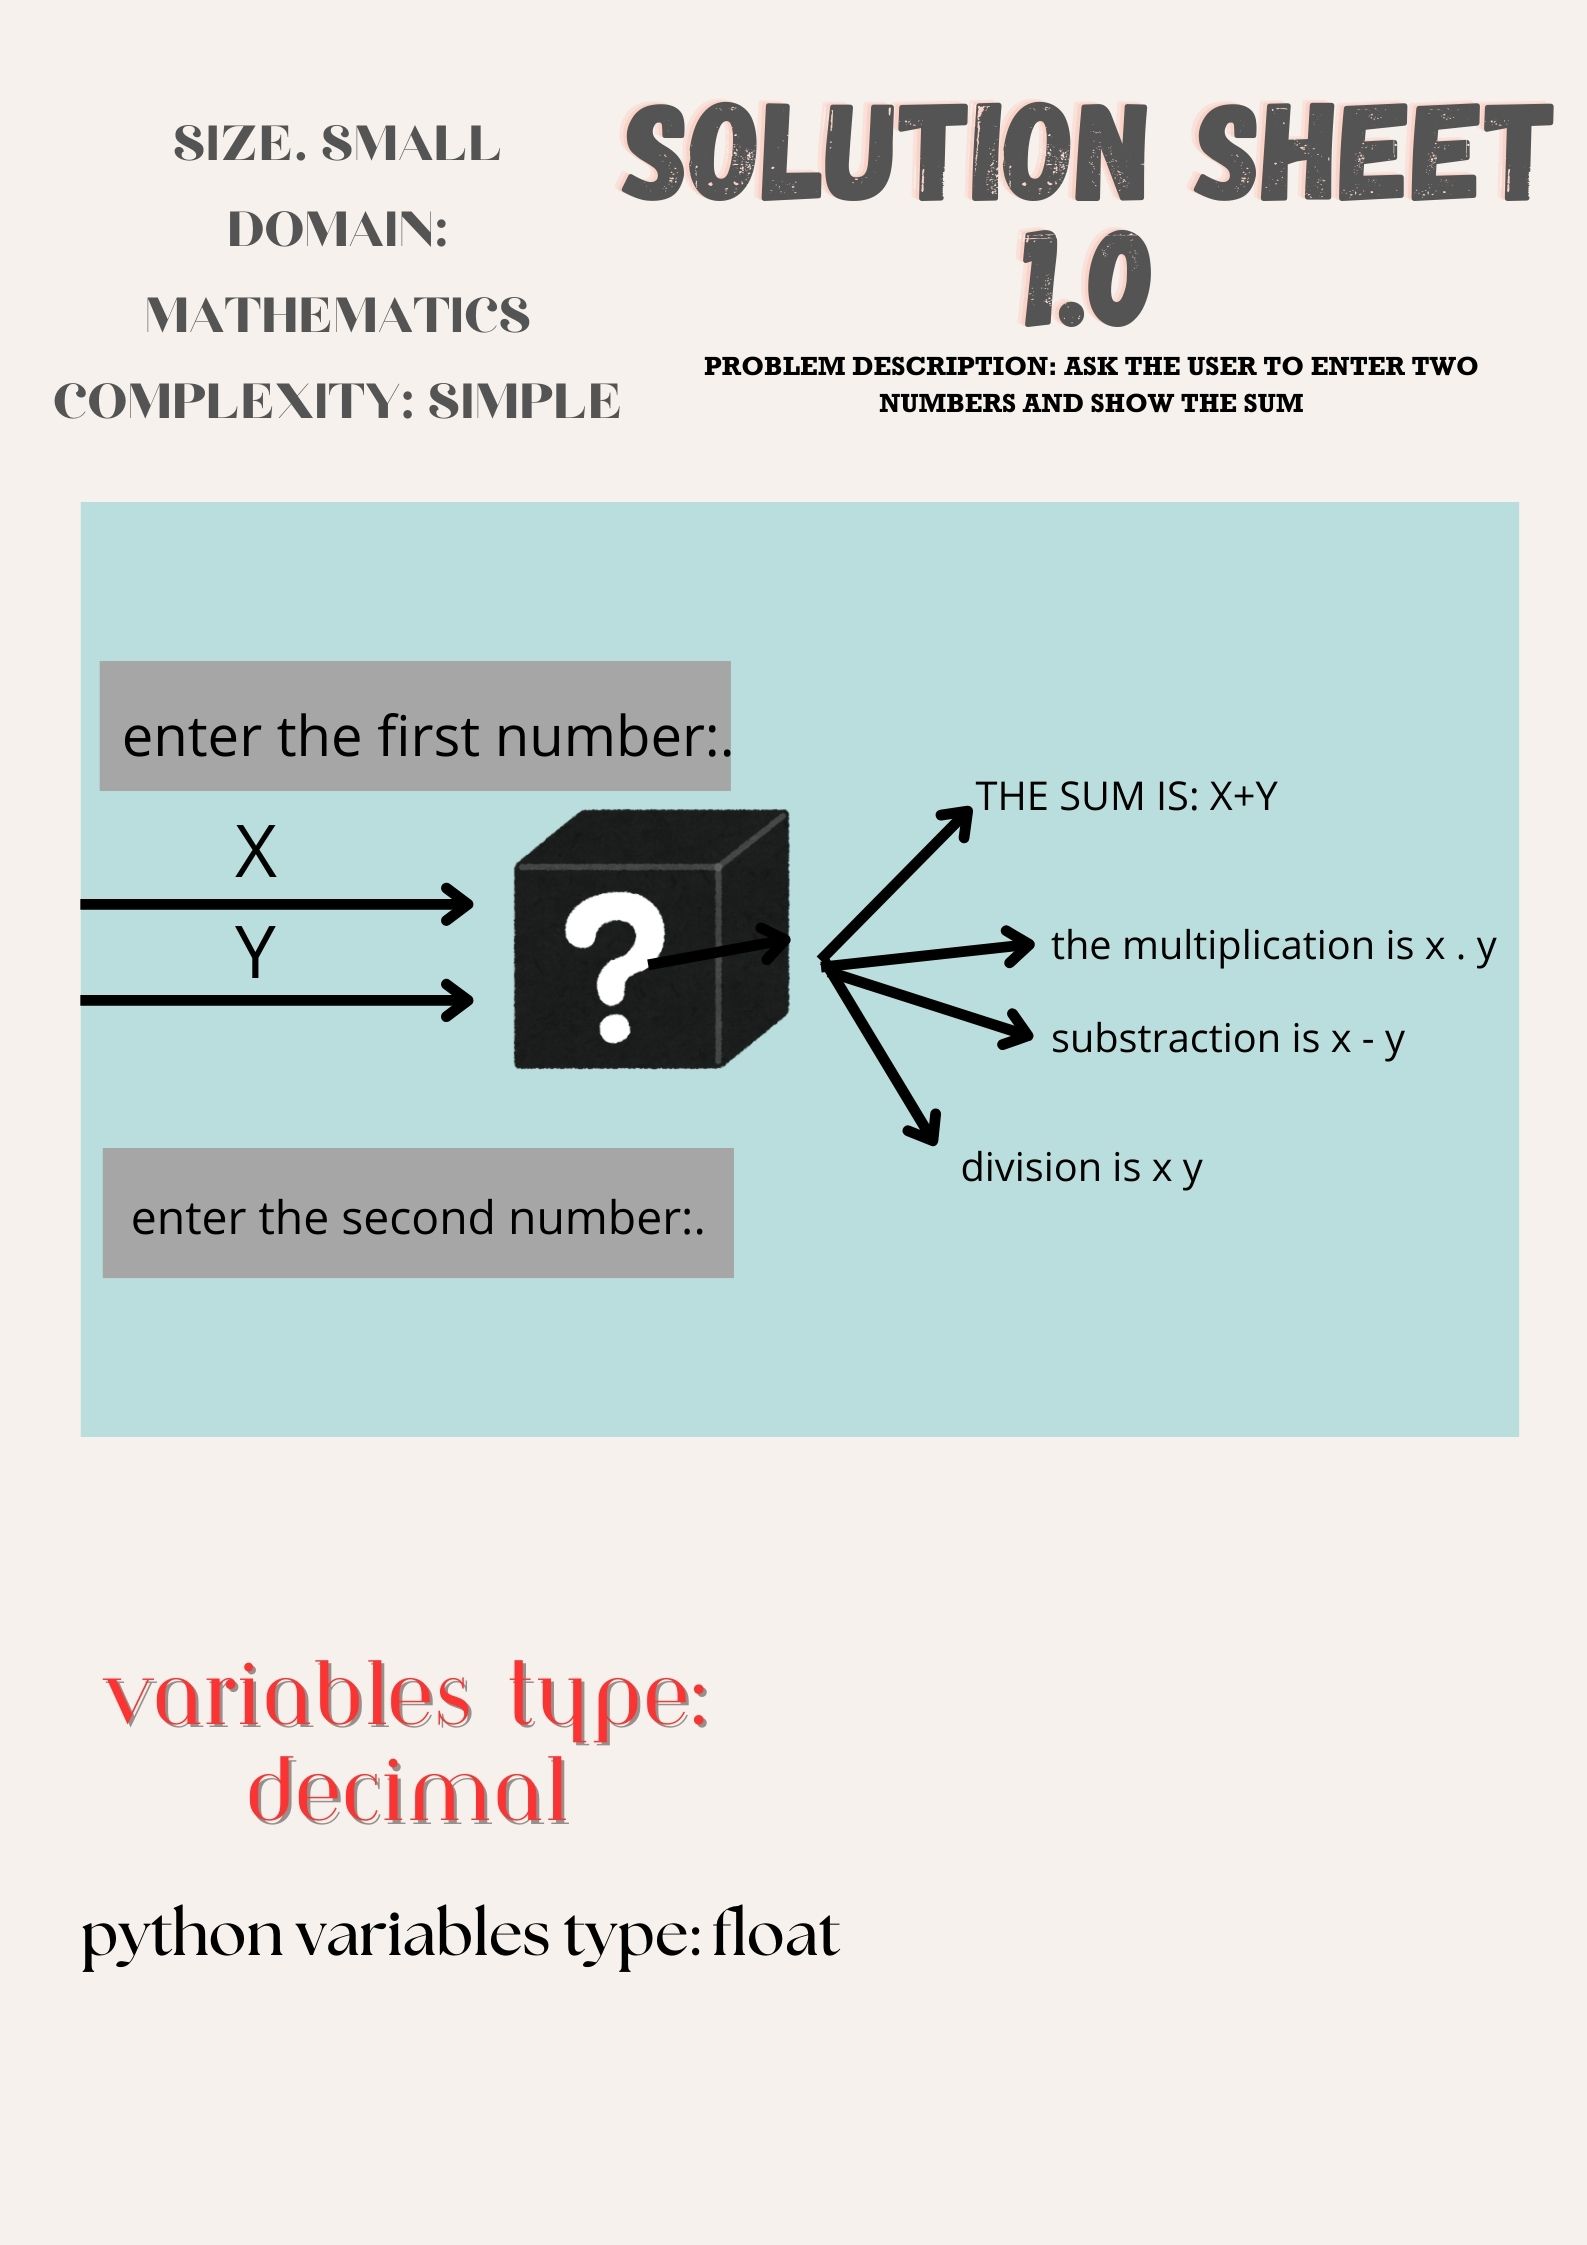 SIZE. SMALL
DOMAIN:
MATHEMATICS
COMPLEXITY: SIMPLE
SOLUTION SHEET
1.0
PROBLEM DESCRIPTION: ASK THE USER TO ENTER TWO
NUMBERS AND SHOW THE SUM
enter the first number:.
X
Y
?
THE SUM IS: X+Y
the multiplication is x . y
substraction is x - y
division is x y
enter the second number:.
variables type:
decimal
python variables type: float